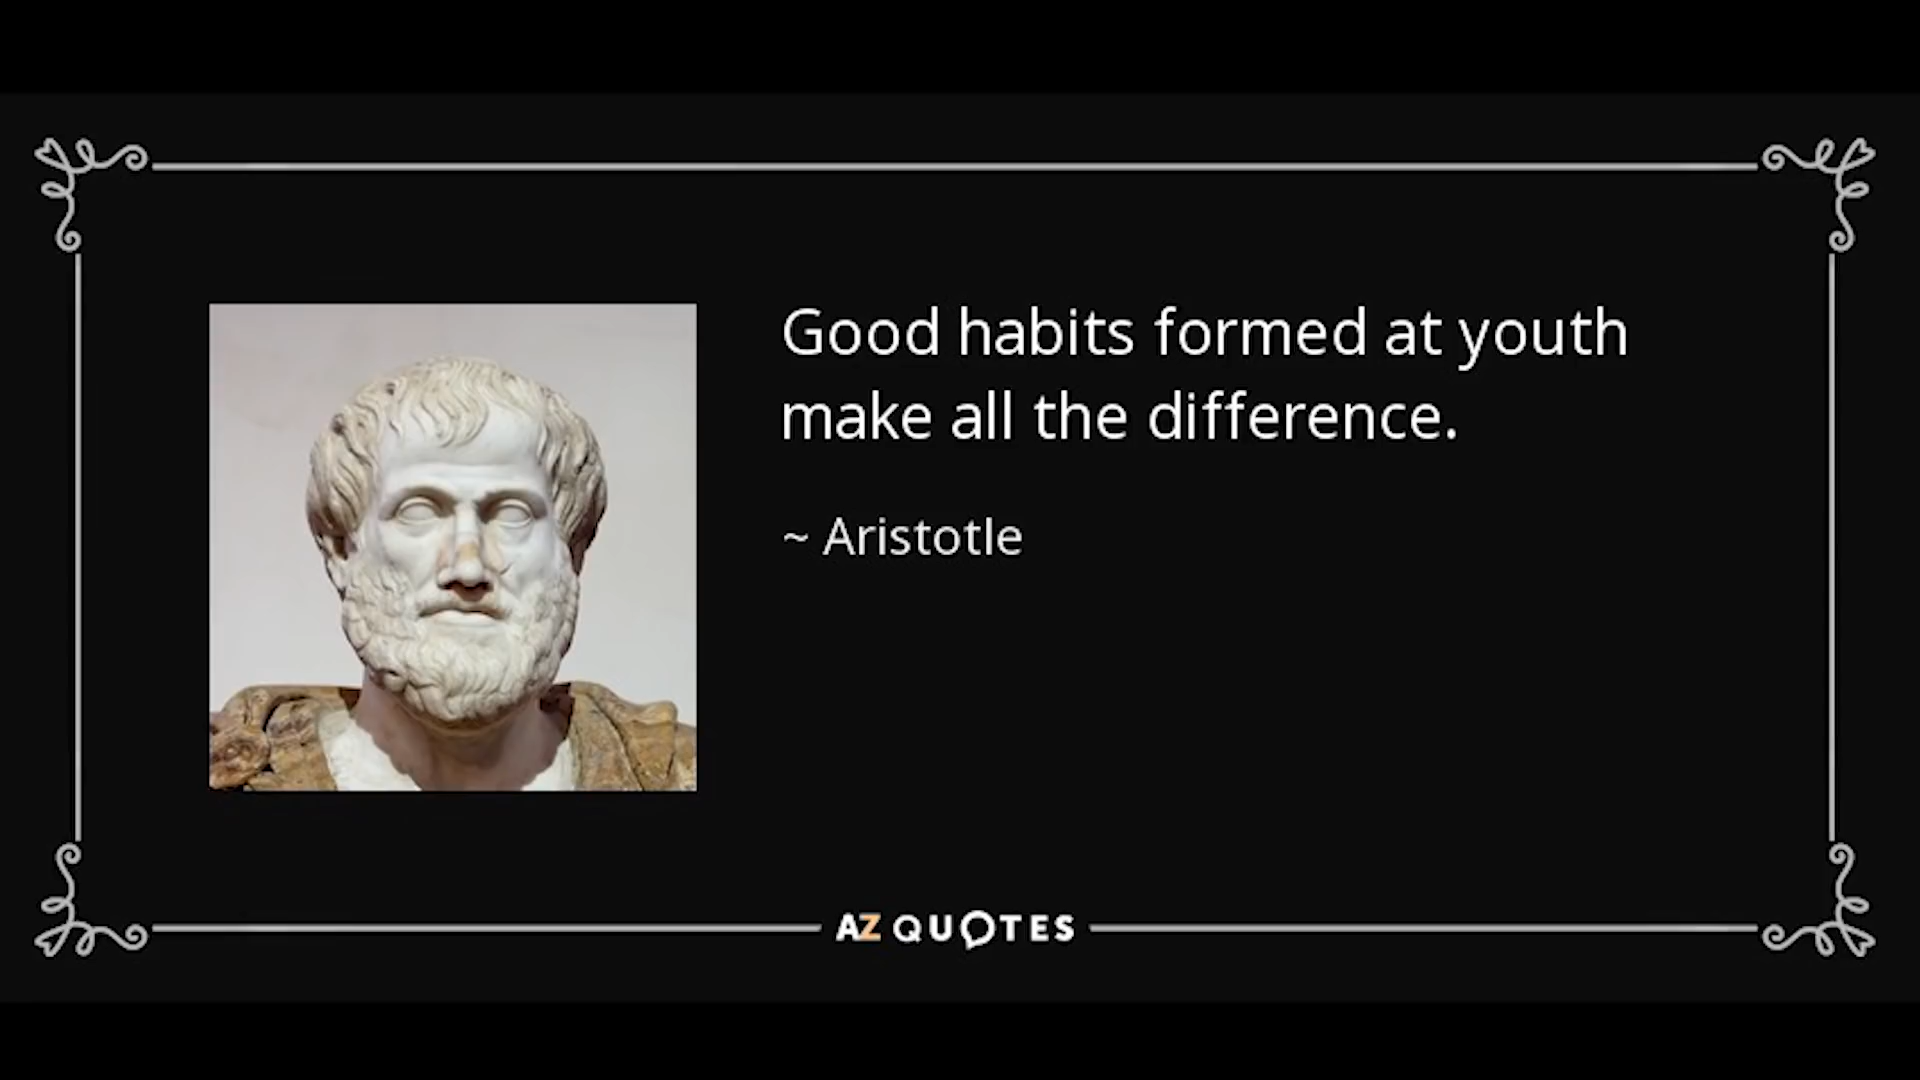 Good habits formed at youth
make all the difference.
~ Aristotle
AZ QUOTES